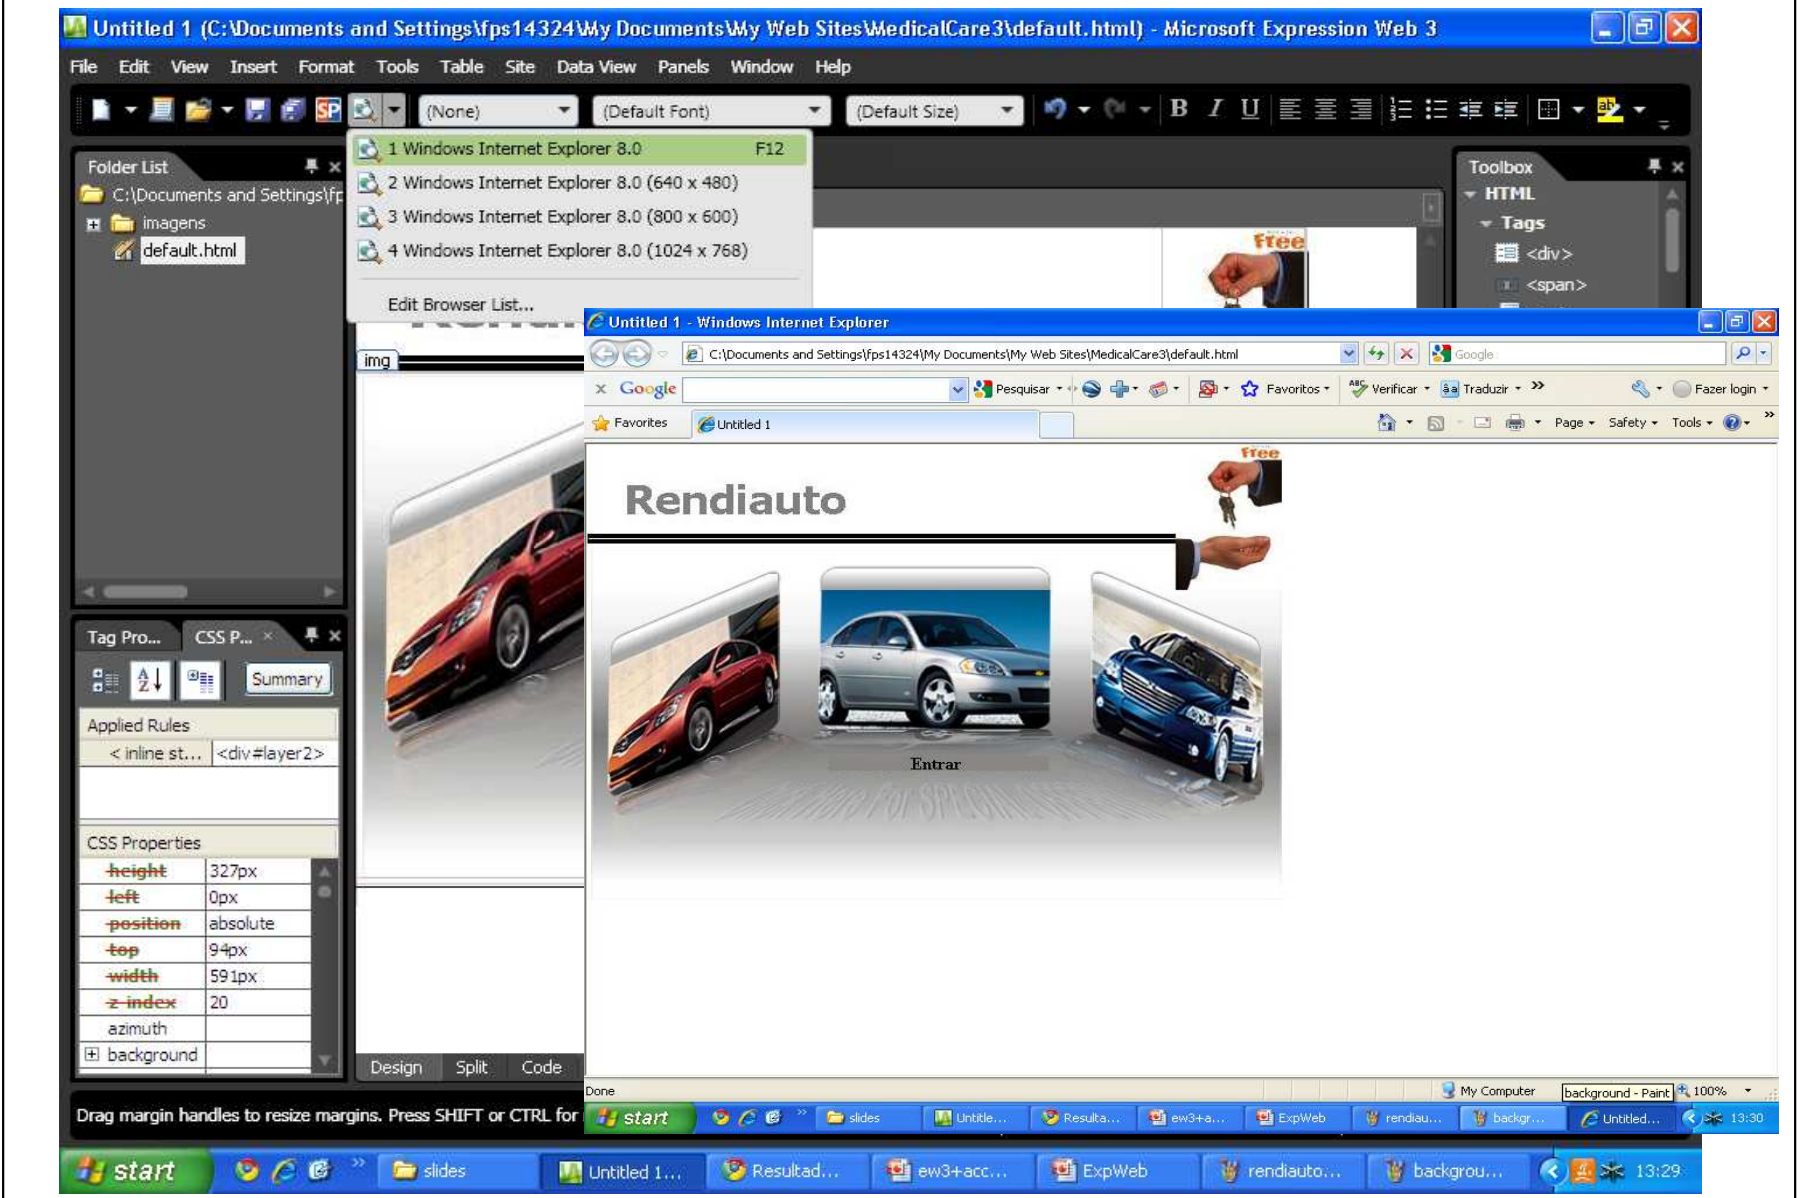 Untitled 1 (C:\Documents and Settings\fps14324\My Documents\My Web Sites\MedicalCare3\default.html) - Microsoft Expression Web 3
File Edit View Insert Format Tools Table Site Data View Panels Window Help
(None) (Default Font) (Default Size) B I U
1 Windows Internet Explorer 8.0 F12
2 Windows Internet Explorer 8.0 (640 x 480)
3 Windows Internet Explorer 8.0 (800 x 600)
4 Windows Internet Explorer 8.0 (1024 x 768)
Edit Browser List...
Folder List
C:\Documents and Settings\fp
imagens
default.html
Toolbox
HTML
Tags
<div>
<span>
free
img
Untitled 1 - Windows Internet Explorer
C:\Documents and Settings\fps14324\My Documents\My Web Sites\MedicalCare3\default.html Google
x Google Pesquisar Favoritos Verificar Traduzir Fazer login
Favorites Untitled 1 Page Safety Tools
free
Rendiauto
Entrar
Tag Pro... CSS P...
Summary
Applied Rules
< inline st... <div#layer2>
CSS Properties
height 327px
left 0px
position absolute
top 94px
width 591px
z-index 20
azimuth
background
Design Split Code
Done My Computer background - Paint 100%
Drag margin handles to resize margins. Press SHIFT or CTRL for
start slides Untitle... Resulta... ew3+a... ExpWeb rendiau... backgr... Untitled... 13:30
start slides Untitled 1... Resultad... ew3+acc... ExpWeb rendiauto... backgrou... 13:29